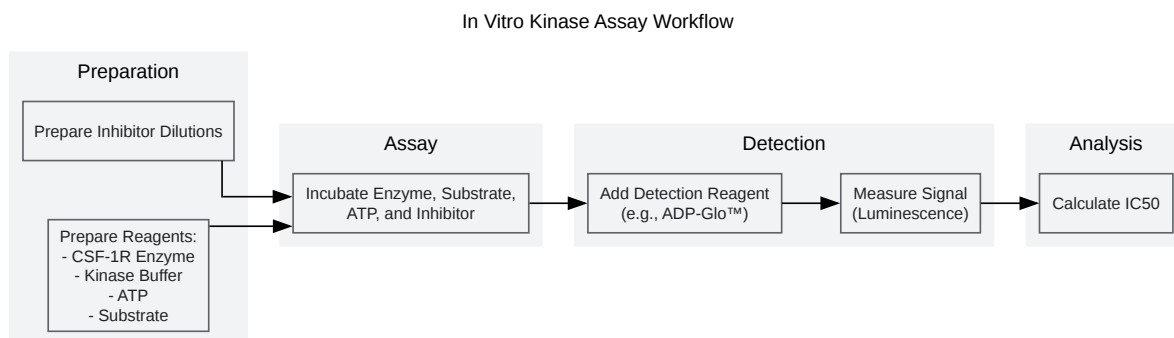 In Vitro Kinase Assay Workflow
Preparation
Prepare Inhibitor Dilutions
Prepare Reagents:
- CSF-1R Enzyme
- Kinase Buffer
- ATP
- Substrate
Assay
Incubate Enzyme, Substrate,
ATP, and Inhibitor
Detection
Add Detection Reagent
(e.g., ADP-Glo™)
Measure Signal
(Luminescence)
Analysis
Calculate IC50